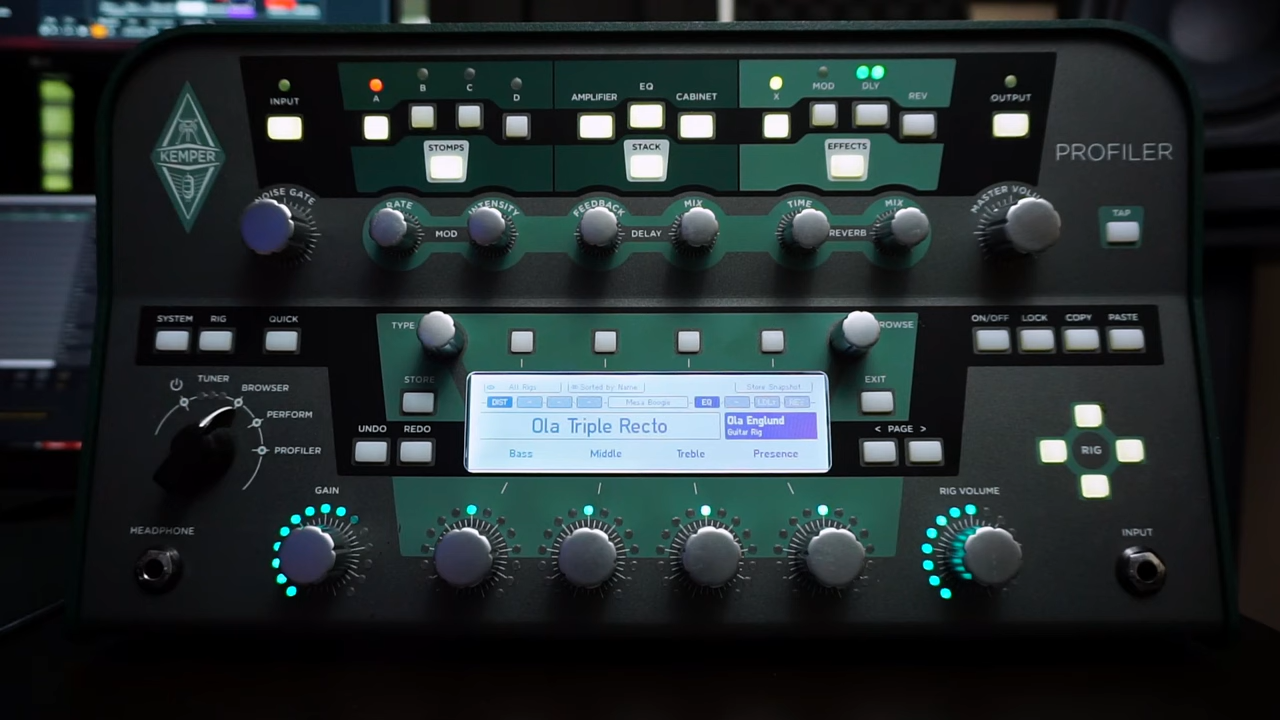 INPUT
A
B
C
D
AMPLIFIER
EQ
CABINET
X
MOD
DLY
REV
OUTPUT
STOMPS
STACK
EFFECTS
KEMPER
PROFILER
NOISE GATE
RATE
INTENSITY
MOD
FEEDBACK
MIX
DELAY
TIME
MIX
REVERB
MASTER VOLUME
TAP
SYSTEM
RIG
QUICK
TYPE
BROWSE
ON/OFF
LOCK
COPY
PASTE
TUNER
BROWSER
PERFORM
PROFILER
STORE
EXIT
UNDO
REDO
< PAGE >
All Rigs
Sorted by: Name
Store Snapshot
DIST
Mesa Boogie
EQ
Ola Triple Recto
Ola Englund
Guitar Rig
Bass
Middle
Treble
Presence
RIG
GAIN
RIG VOLUME
HEADPHONE
INPUT